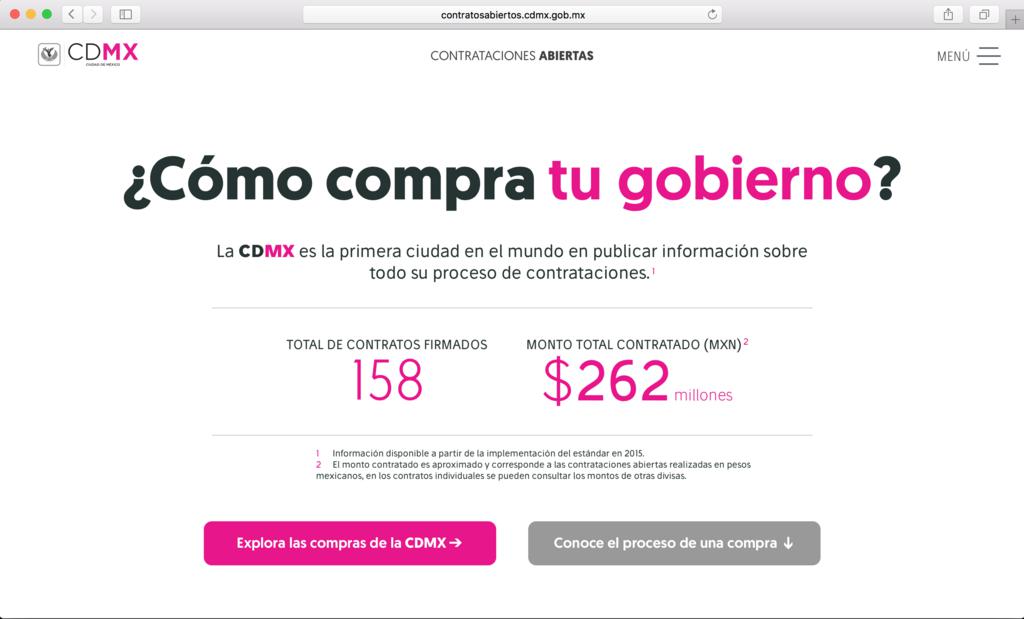 contratosabiertos.cdmx.gob.mx
CDMX
CIUDAD DE MÉXICO
CONTRATACIONES ABIERTAS
MENÚ
¿Cómo compra tu gobierno?
La CDMX es la primera ciudad en el mundo en publicar información sobre
todo su proceso de contrataciones.¹
TOTAL DE CONTRATOS FIRMADOS
158
MONTO TOTAL CONTRATADO (MXN)²
$262 millones
1 Información disponible a partir de la implementación del estándar en 2015.
2 El monto contratado es aproximado y corresponde a las contrataciones abiertas realizadas en pesos
mexicanos, en los contratos individuales se pueden consultar los montos de otras divisas.
Explora las compras de la CDMX →
Conoce el proceso de una compra ↓